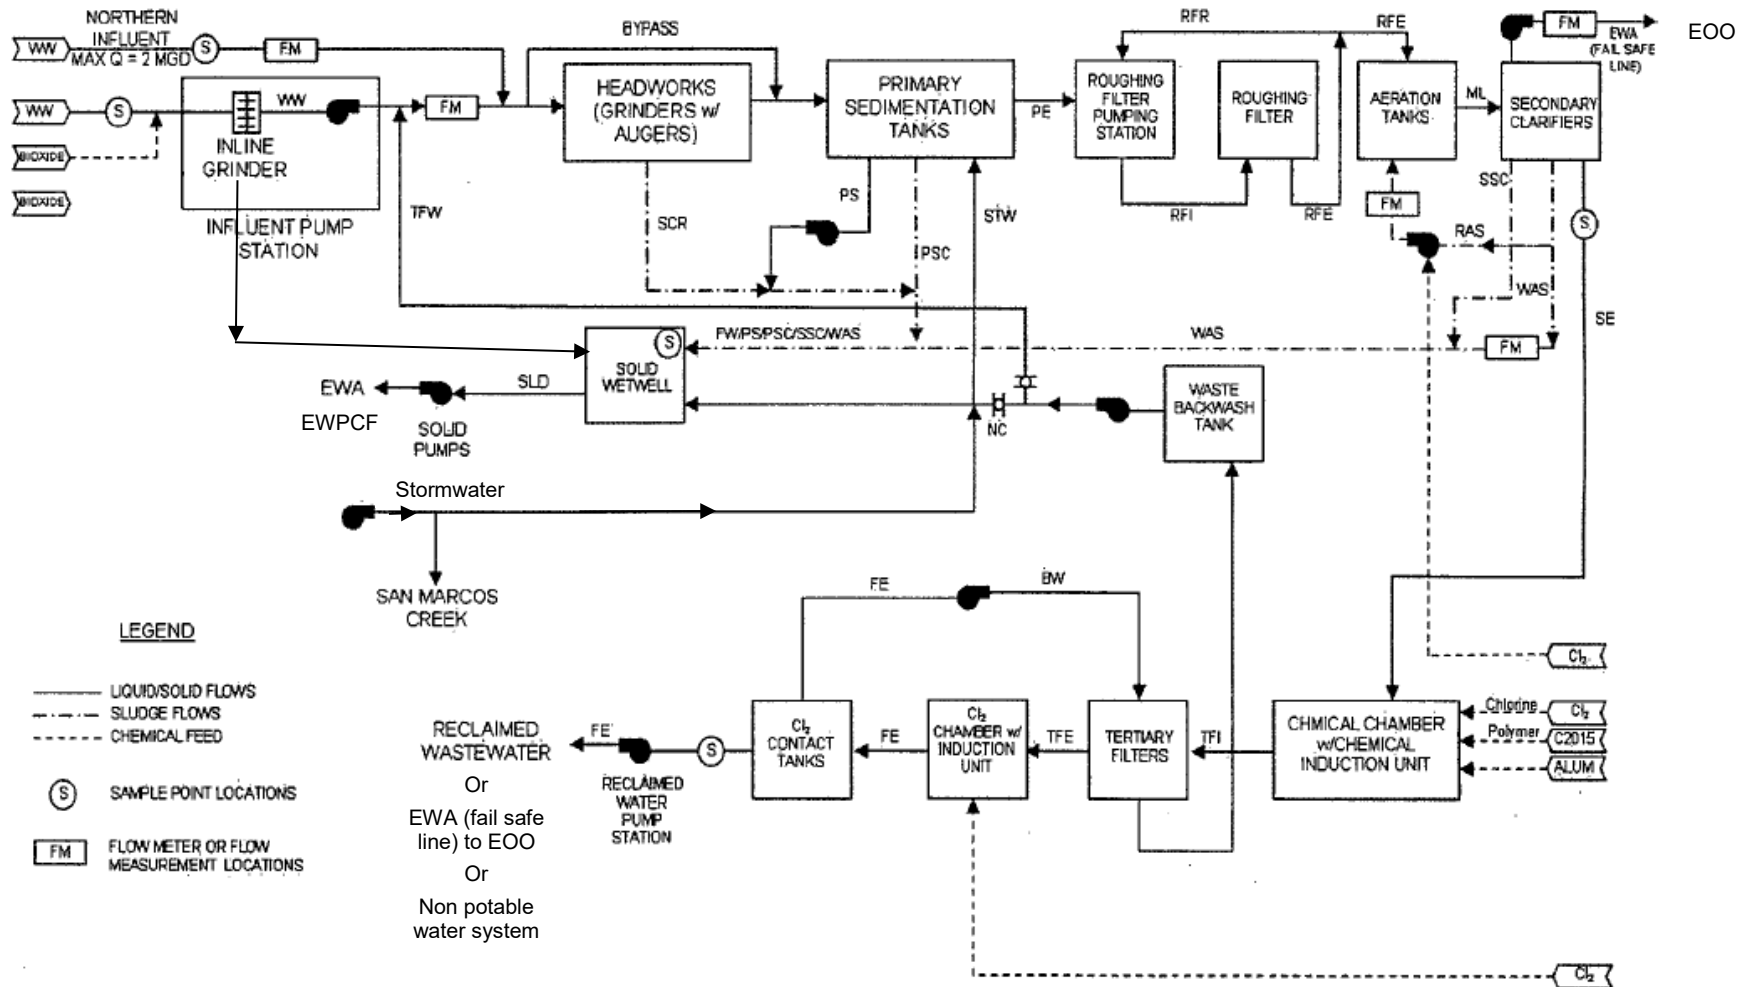 NORTHERN
INFLUENT
MAX Q = 2 MGD
WW
S
FM
BYPASS
RFR
RFE
FM
EWA
(FAIL SAFE
LINE)
EOO
WW
S
WW
FM
HEADWORKS
(GRINDERS w/
AUGERS)
PRIMARY
SEDIMENTATION
TANKS
PE
ROUGHING
FILTER
PUMPING
STATION
ROUGHING
FILTER
AERATION
TANKS
ML
SECONDARY
CLARIFIERS
BIOXIDE
INLINE
GRINDER
BIOXIDE
INFLUENT PUMP
STATION
TFW
SCR
PS
PSC
STW
RFI
RFE
FM
RAS
SSC
S
WAS
SE
FW/PS/PSC/SSC/WAS
WAS
FM
S
SOLID
WETWELL
SLD
EWA
EWPCF
SOLID
PUMPS
NC
WASTE
BACKWASH
TANK
Stormwater
SAN MARCOS
CREEK
FE
BW
LEGEND
LIQUID/SOLID FLOWS
SLUDGE FLOWS
CHEMICAL FEED
S
SAMPLE POINT LOCATIONS
FM
FLOW METER OR FLOW
MEASUREMENT LOCATIONS
RECLAIMED
WASTEWATER
Or
EWA (fail safe
line) to EOO
Or
Non potable
water system
FE
RECLAIMED
WATER
PUMP
STATION
S
Cl₂
CONTACT
TANKS
FE
Cl₂
CHAMBER w/
INDUCTION
UNIT
TFE
TERTIARY
FILTERS
TFI
CHMICAL CHAMBER
w/CHEMICAL
INDUCTION UNIT
Cl₂
Chlorine
Cl₂
Polymer
C2015
ALUM
Cl₂